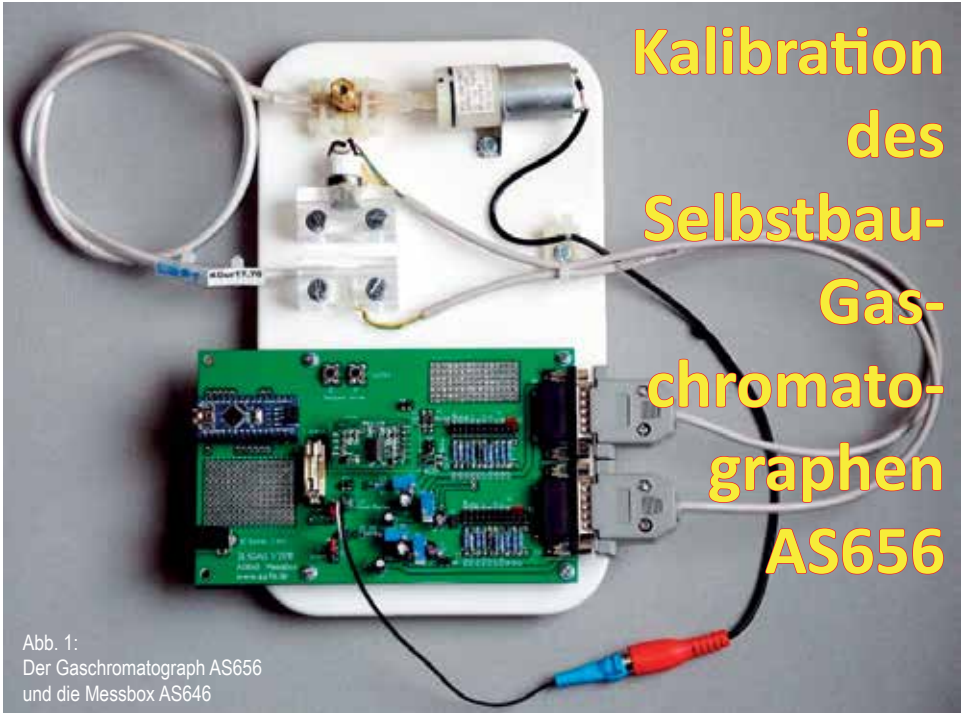 Kalibration
des
Selbstbau-
Gas-
chromato-
graphen
AS656
Abb. 1:
Der Gaschromatograph AS656
und die Messbox AS646